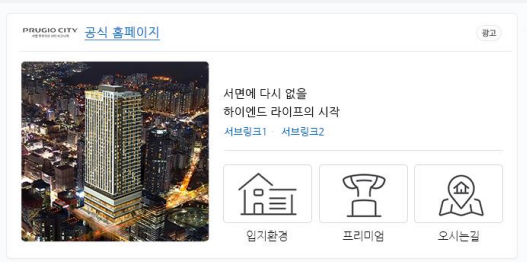 PRUGIO CITY
공식 홈페이지
광고
서면에 다시 없을
하이엔드 라이프의 시작
서브링크1 · 서브링크2
입지환경
프리미엄
오시는길